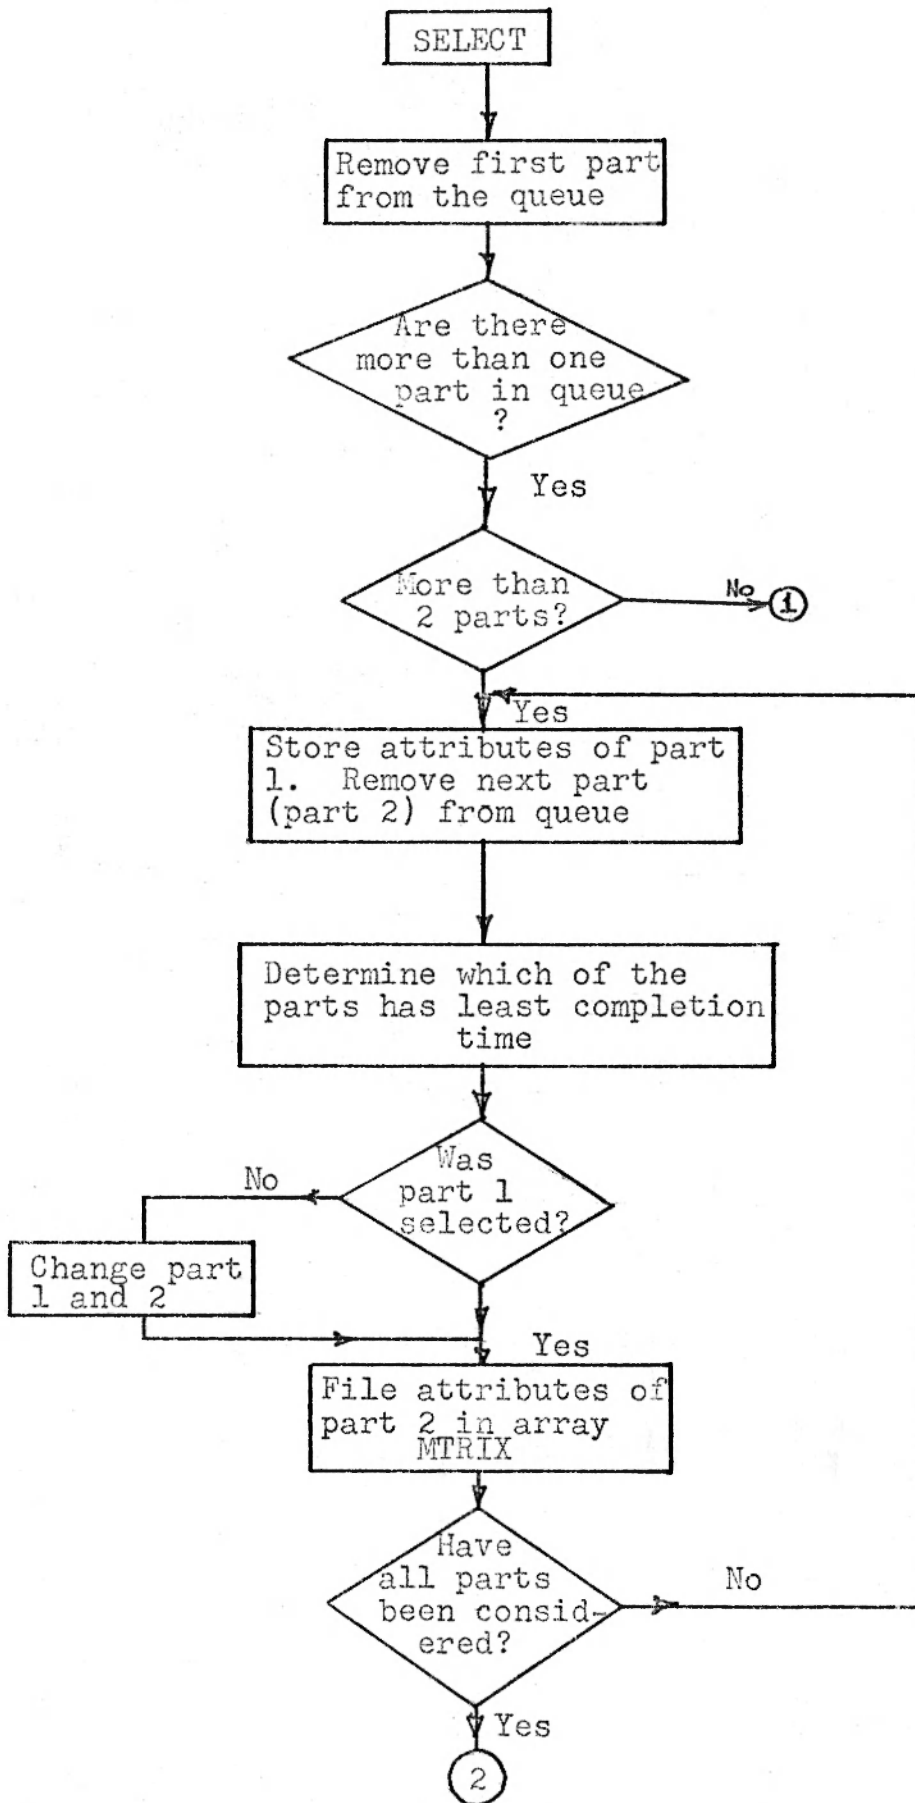 SELECT
Remove first part
from the queue
Are there
more than one
part in queue
?
Yes
More than
2 parts?
No
1
Yes
Store attributes of part
1. Remove next part
(part 2) from queue
Determine which of the
parts has least completion
time
Was
part 1
selected?
No
Change part
1 and 2
Yes
File attributes of
part 2 in array
MTRIX
Have
all parts
been consid-
ered?
No
Yes
2